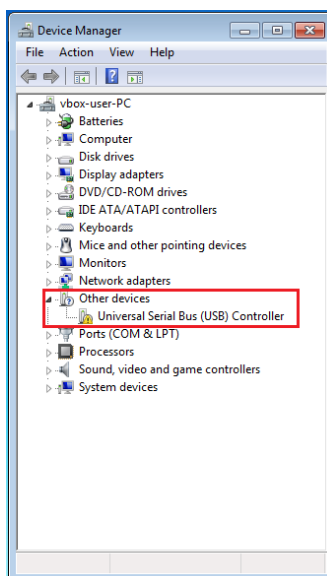 Device Manager
File Action View Help
vbox-user-PC
Batteries
Computer
Disk drives
Display adapters
DVD/CD-ROM drives
IDE ATA/ATAPI controllers
Keyboards
Mice and other pointing devices
Monitors
Network adapters
Other devices
Universal Serial Bus (USB) Controller
Ports (COM & LPT)
Processors
Sound, video and game controllers
System devices